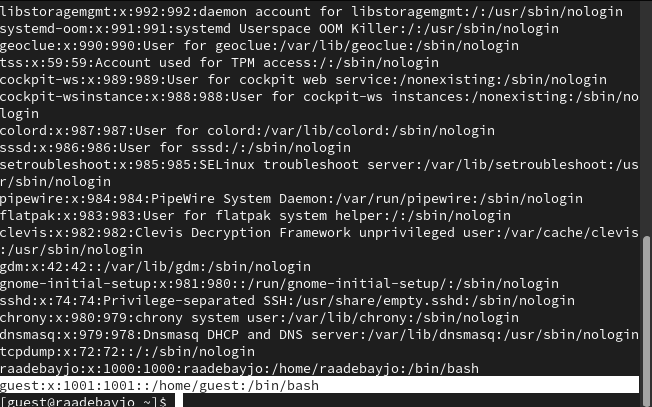 libstoragemgmt:x:992:992:daemon account for libstoragemgmt:/:/usr/sbin/nologin
systemd-oom:x:991:991:systemd Userspace OOM Killer:/:/usr/sbin/nologin
geoclue:x:990:990:User for geoclue:/var/lib/geoclue:/sbin/nologin
tss:x:59:59:Account used for TPM access:/:/sbin/nologin
cockpit-ws:x:989:989:User for cockpit web service:/nonexisting:/sbin/nologin
cockpit-wsinstance:x:988:988:User for cockpit-ws instances:/nonexisting:/sbin/no
login
colord:x:987:987:User for colord:/var/lib/colord:/sbin/nologin
sssd:x:986:986:User for sssd:/:/sbin/nologin
setroubleshoot:x:985:985:SELinux troubleshoot server:/var/lib/setroubleshoot:/us
r/sbin/nologin
pipewire:x:984:984:PipeWire System Daemon:/var/run/pipewire:/sbin/nologin
flatpak:x:983:983:User for flatpak system helper:/:/sbin/nologin
clevis:x:982:982:Clevis Decryption Framework unprivileged user:/var/cache/clevis
:/usr/sbin/nologin
gdm:x:42:42::/var/lib/gdm:/sbin/nologin
gnome-initial-setup:x:981:980::/run/gnome-initial-setup/:/sbin/nologin
sshd:x:74:74:Privilege-separated SSH:/usr/share/empty.sshd:/sbin/nologin
chrony:x:980:979:chrony system user:/var/lib/chrony:/sbin/nologin
dnsmasq:x:979:978:Dnsmasq DHCP and DNS server:/var/lib/dnsmasq:/usr/sbin/nologin
tcpdump:x:72:72::/:/sbin/nologin
raadebayjo:x:1000:1000:raadebayjo:/home/raadebayjo:/bin/bash
guest:x:1001:1001::/home/guest:/bin/bash
[guest@raadebayjo ~]$